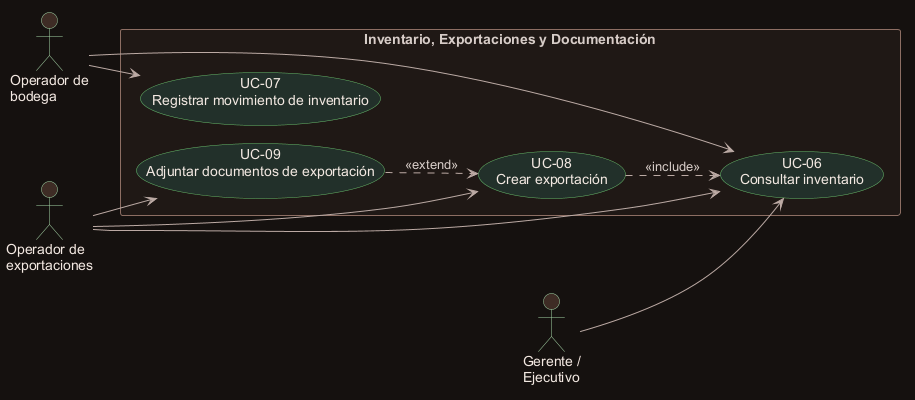 Inventario, Exportaciones y Documentación
Operador de
bodega
UC-07
Registrar movimiento de inventario
UC-09
Adjuntar documentos de exportación
«extend»
UC-08
Crear exportación
«include»
UC-06
Consultar inventario
Operador de
exportaciones
Gerente /
Ejecutivo